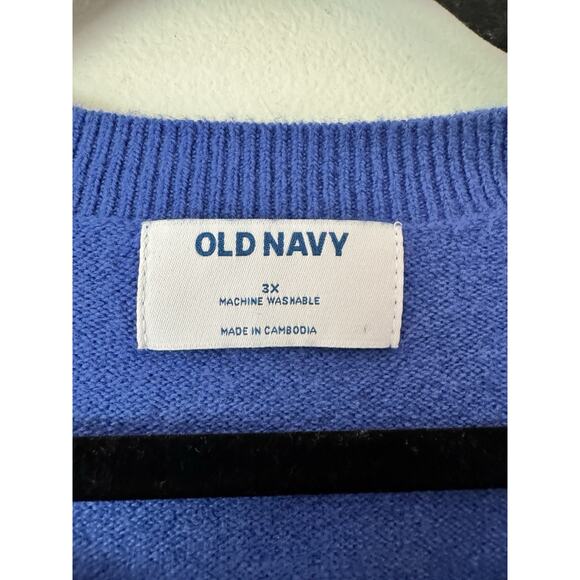 OLD NAVY
3X
MACHINE WASHABLE
MADE IN CAMBODIA